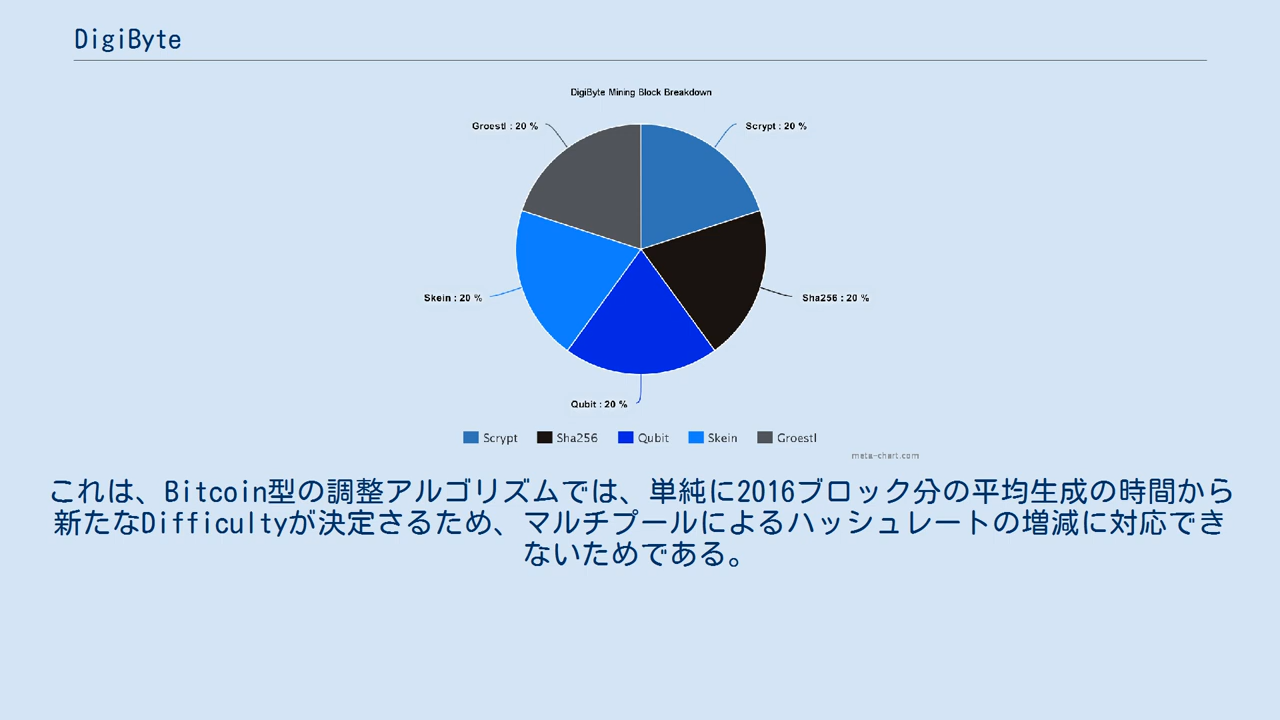 DigiByte
DigiByte Mining Block Breakdown
Groestl : 20 %
Scrypt : 20 %
Skein : 20 %
Sha256 : 20 %
Qubit : 20 %
Scrypt Sha256 Qubit Skein Groestl
meta-chart.com
これは、Bitcoin型の調整アルゴリズムでは、単純に2016ブロック分の平均生成の時間から
新たなDifficultyが決定さるため、マルチプールによるハッシュレートの増減に対応でき
ないためである。